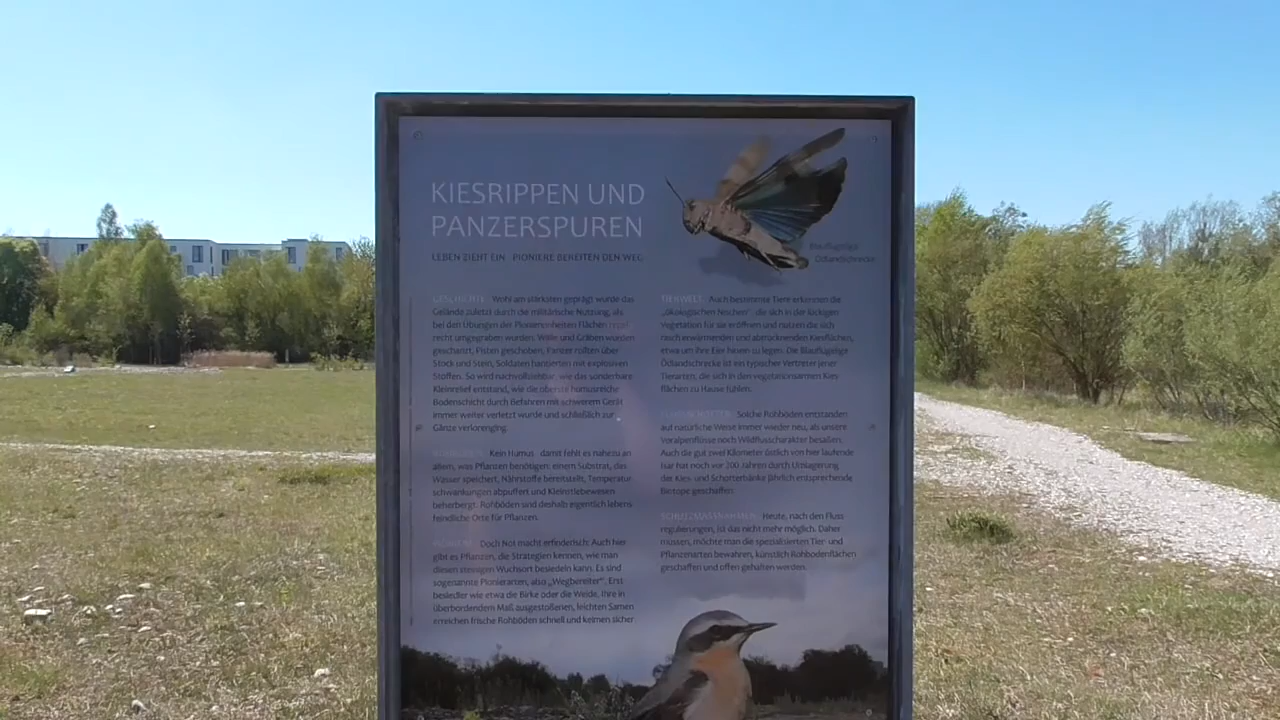 KIESRIPPEN UND
PANZERSPUREN
LEBEN ZIEHT EIN PIONIERE BEREITEN DEN WEG
Blauflügelige
Ödlandschrecke
GESCHICHTE Wohl am stärksten geprägt wurde das
Gelände zuletzt durch die militärische Nutzung, als
bei den Übungen der Pioniereinheiten Flächen regel-
recht umgegraben wurden. Wälle und Gräben wurden
geschanzt, Pisten geschoben, Panzer rollten über
Stock und Stein, Soldaten hantierten mit explosiven
Stoffen. So wird nachvollziehbar, wie das sonderbare
Kleinrelief entstand, wie die oberste humusreiche
Bodenschicht durch Befahren mit schwerem Gerät
immer weiter verletzt wurde und schließlich zur
Gänze verlorenging.
Kein Humus damit fehlt es nahezu an
allem, was Pflanzen benötigen: einem Substrat, das
Wasser speichert, Nährstoffe bereitstellt, Temperatur-
schwankungen abpuffert und Kleinstlebewesen
beherbergt. Rohböden sind deshalb eigentlich lebens-
feindliche Orte für Pflanzen.
Doch Not macht erfinderisch: Auch hier
gibt es Pflanzen, die Strategien kennen, wie man
diesen steinigen Wuchsort besiedeln kann. Es sind
sogenannte Pionierarten, also „Wegbereiter“. Erst-
besiedler wie etwa die Birke oder die Weide. Ihre in
überbordendem Maß ausgestoßenen, leichten Samen
erreichen frische Rohböden schnell und keimen sicher.
TIERWELT Auch bestimmte Tiere erkennen die
„ökologischen Nischen“, die sich in der lückigen
Vegetation für sie eröffnen und nutzen die sich
rasch erwärmenden und abtrocknenden Kiesflächen,
etwa um ihre Eier hinein zu legen. Die Blauflügelige
Ödlandschrecke ist ein typischer Vertreter jener
Tierarten, die sich in den vegetationsarmen Kies-
flächen zu Hause fühlen.
Solche Rohböden entstanden
auf natürliche Weise immer wieder neu, als unsere
Voralpenflüsse noch Wildflusscharakter besaßen.
Auch die gut zwei Kilometer östlich von hier laufende
Isar hat noch vor 200 Jahren durch Umlagerung
der Kies- und Schotterbänke jährlich entsprechende
Biotope geschaffen.
SCHUTZMASSNAHMEN Heute, nach den Fluss-
regulierungen, ist das nicht mehr möglich. Daher
müssen, möchte man die spezialisierten Tier- und
Pflanzenarten bewahren, künstlich Rohbodenflächen
geschaffen und offen gehalten werden.